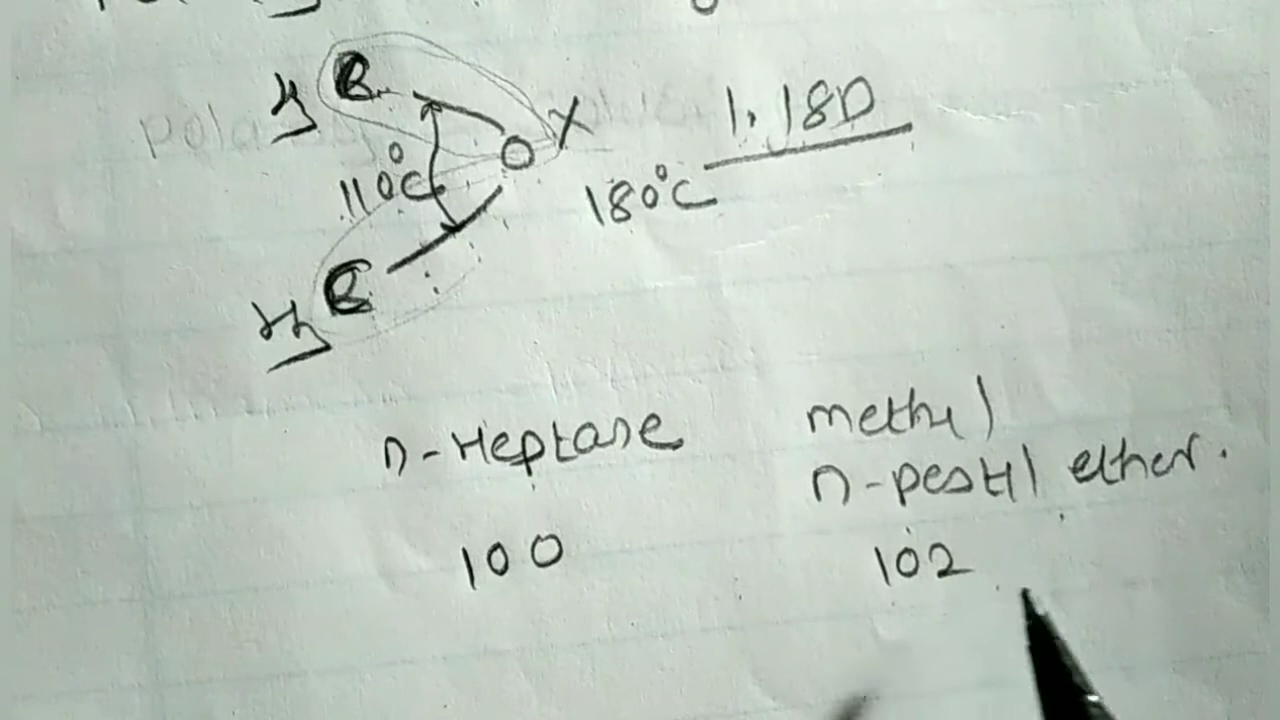 R
H
O
X
1.18D
110°C
180°C
R
H
n-Heptane
methyl
n-pentyl ether.
100
102